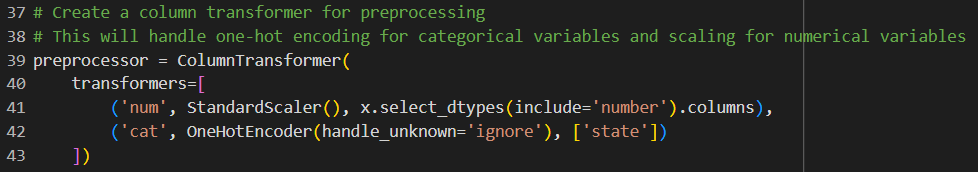 37 # Create a column transformer for preprocessing
38 # This will handle one-hot encoding for categorical variables and scaling for numerical variables
39 preprocessor = ColumnTransformer(
40     transformers=[
41         ('num', StandardScaler(), x.select_dtypes(include='number').columns),
42         ('cat', OneHotEncoder(handle_unknown='ignore'), ['state'])
43     ])